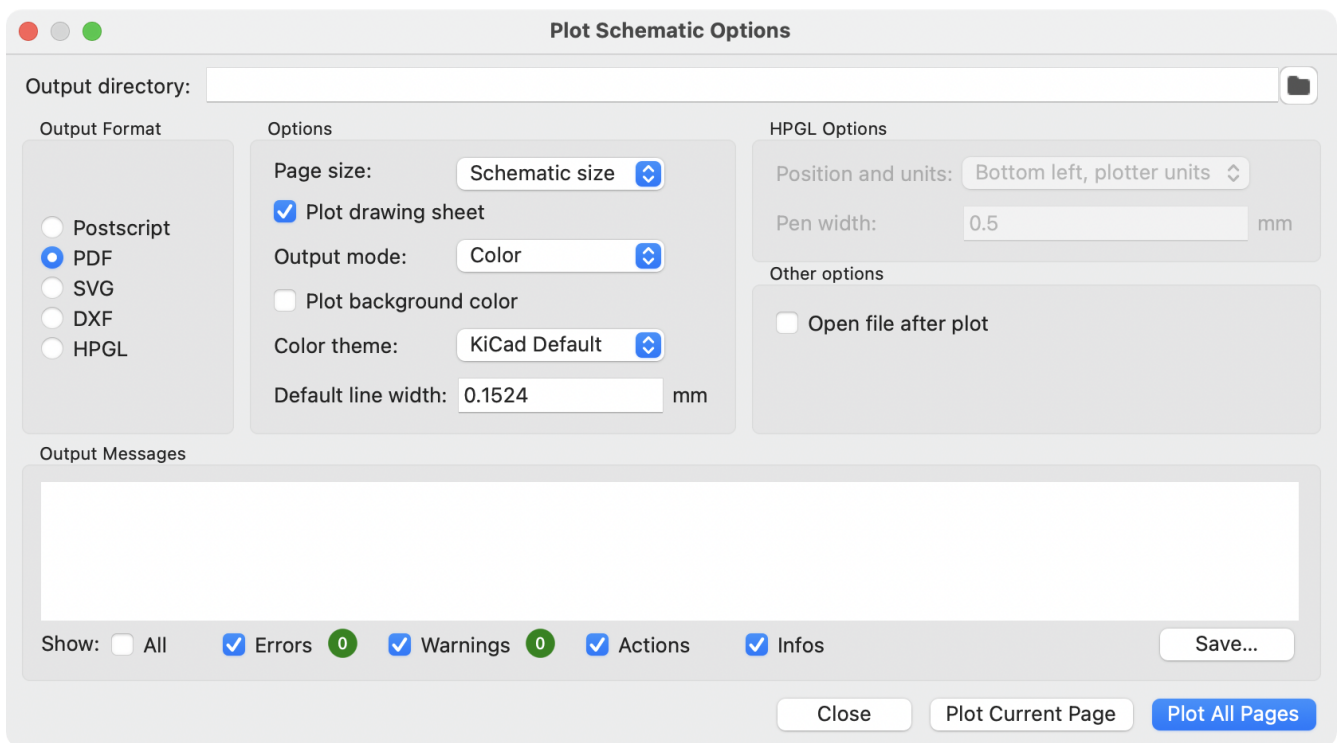 Plot Schematic Options
Output directory:
Output Format
Postscript
PDF
SVG
DXF
HPGL
Options
Page size: Schematic size
Plot drawing sheet
Output mode: Color
Plot background color
Color theme: KiCad Default
Default line width: 0.1524 mm
HPGL Options
Position and units: Bottom left, plotter units
Pen width: 0.5 mm
Other options
Open file after plot
Output Messages
Show: All Errors 0 Warnings 0 Actions Infos Save...
Close Plot Current Page Plot All Pages